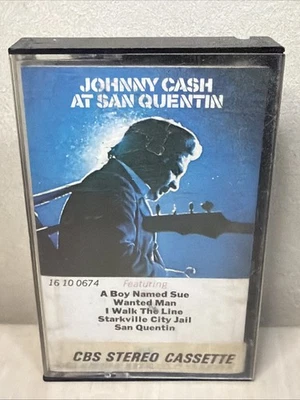 JOHNNY CASH
AT SAN QUENTIN
16 10 0674
Featuring
A Boy Named Sue
Wanted Man
I Walk The Line
Starkville City Jail
San Quentin
CBS STEREO CASSETTE